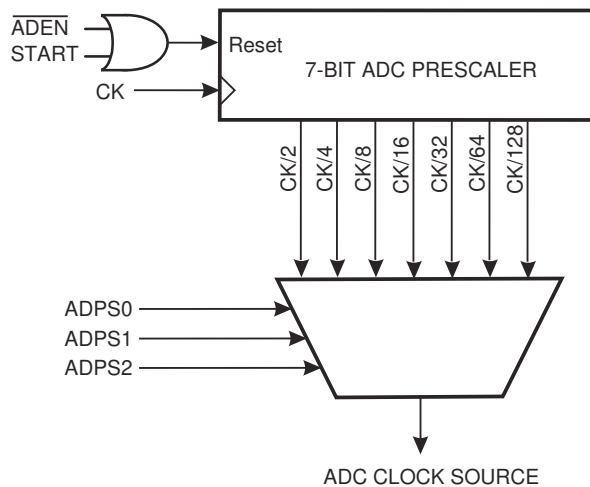 ADEN
START
Reset
7-BIT ADC PRESCALER
CK
CK/2
CK/4
CK/8
CK/16
CK/32
CK/64
CK/128
ADPS0
ADPS1
ADPS2
ADC CLOCK SOURCE